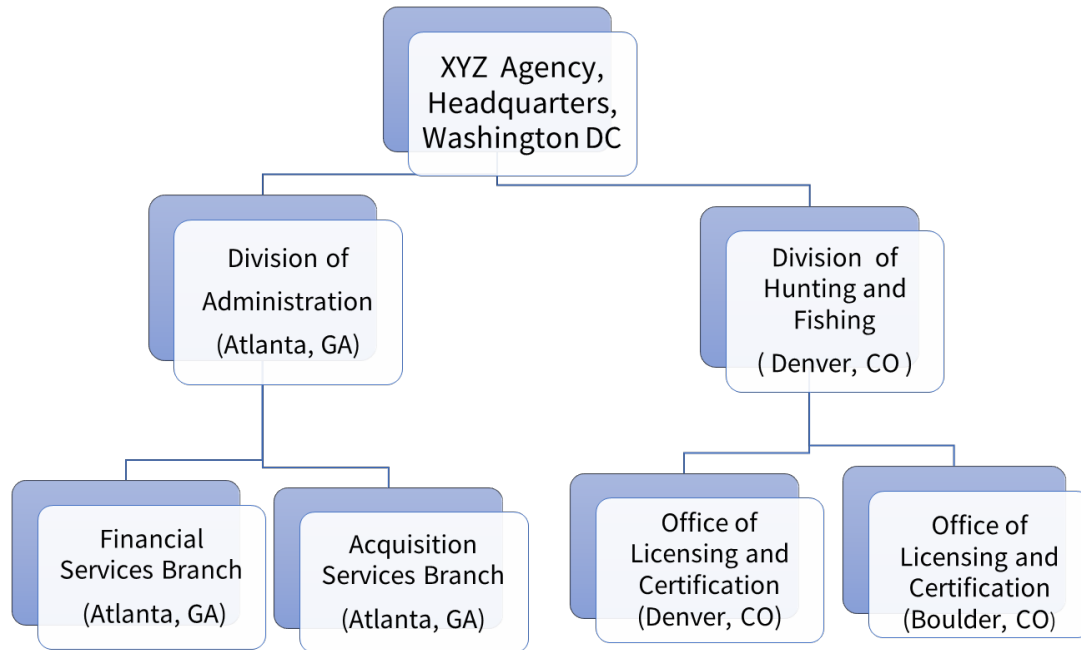 XYZ Agency,
Headquarters,
Washington DC
Division of
Administration
(Atlanta, GA)
Division of
Hunting and
Fishing
( Denver, CO )
Financial
Services Branch
(Atlanta, GA)
Acquisition
Services Branch
(Atlanta, GA)
Office of
Licensing and
Certification
(Denver, CO)
Office of
Licensing and
Certification
(Boulder, CO)